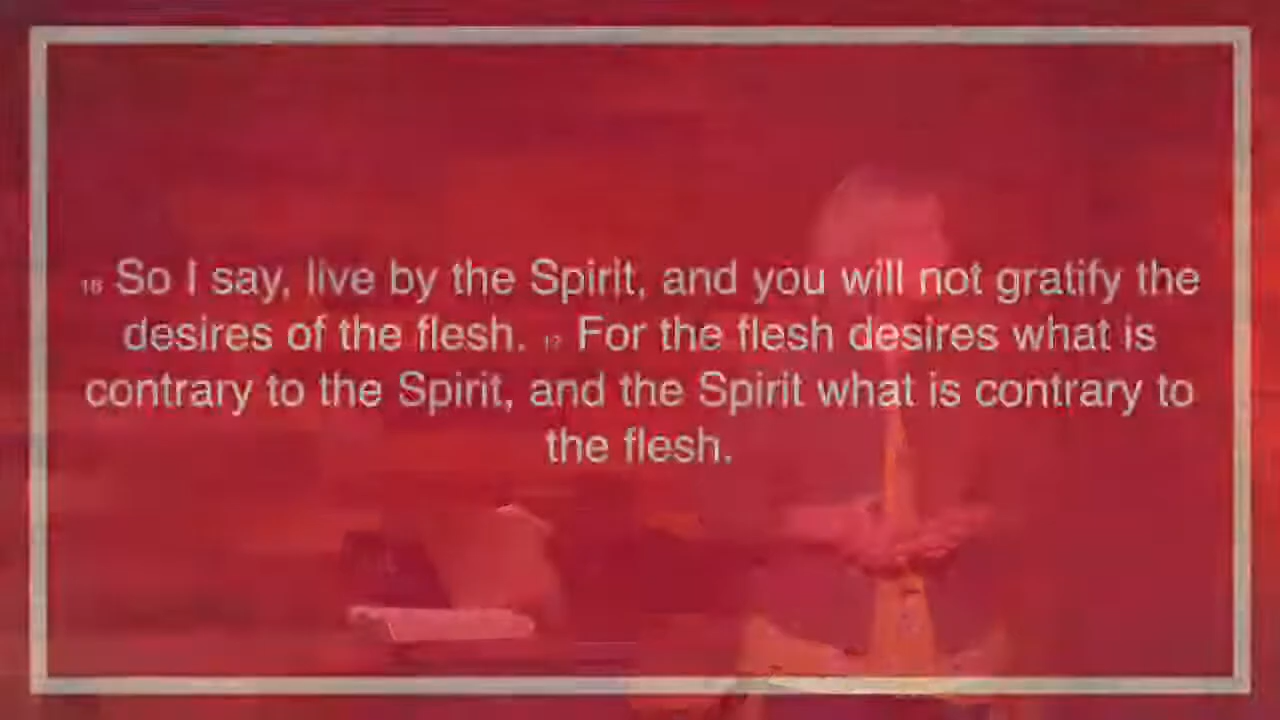 16 So I say, live by the Spirit, and you will not gratify the
desires of the flesh. 17 For the flesh desires what is
contrary to the Spirit, and the Spirit what is contrary to
the flesh.